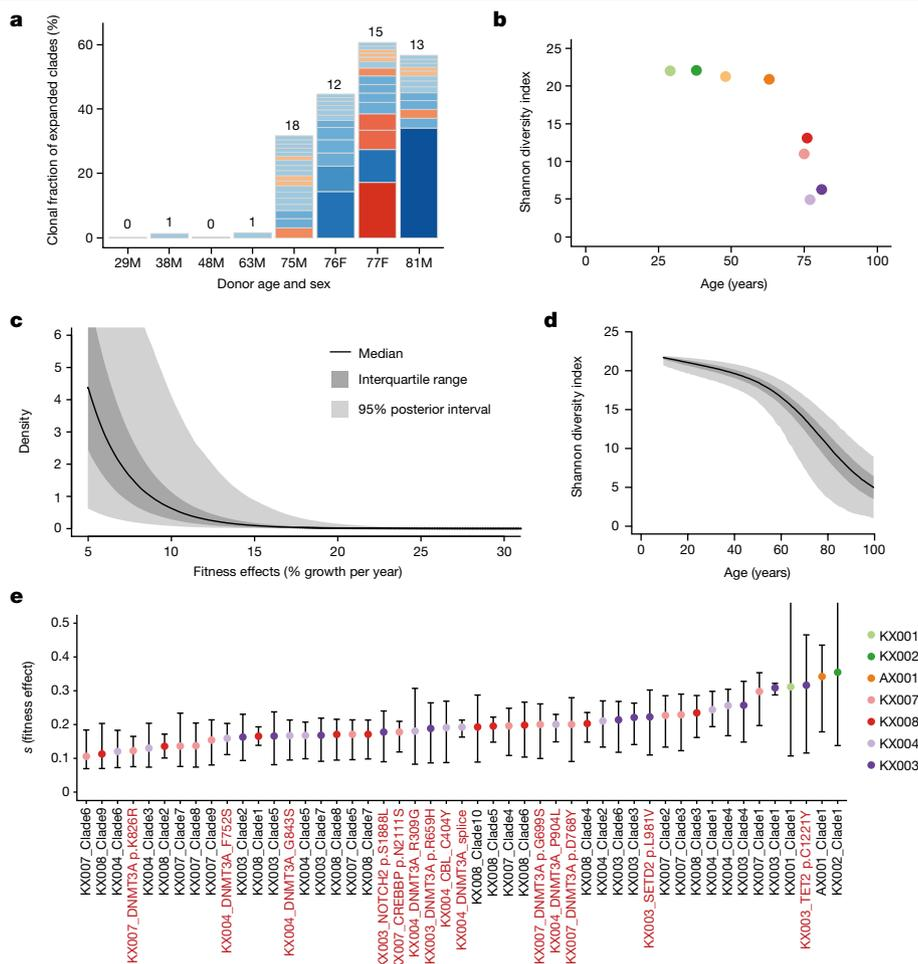 a
Clonal fraction of expanded clades (%)
60
40
20
0
0
1
0
1
18
12
15
13
29M 38M 48M 63M 75M 76F 77F 81M
Donor age and sex
b
Shannon diversity index
25
20
15
10
5
0
0 25 50 75 100
Age (years)
c
Density
6
5
4
3
2
1
0
Median
Interquartile range
95% posterior interval
5 10 15 20 25 30
Fitness effects (% growth per year)
d
Shannon diversity index
25
20
15
10
5
0
0 20 40 60 80 100
Age (years)
e
s (fitness effect)
0.5
0.4
0.3
0.2
0.1
0
KX007_Clade6
KX008_Clade9
KX004_Clade6
KX007_DNMT3A p.K826R
KX004_Clade3
KX008_Clade2
KX007_Clade7
KX007_Clade8
KX007_Clade9
KX004_DNMT3A_F752S
KX003_Clade2
KX008_Clade1
KX003_Clade5
KX004_DNMT3A_G843S
KX004_Clade7
KX003_Clade7
KX008_Clade8
KX007_Clade5
KX008_Clade7
KX003_NOTCH2 p.S1888L
KX007_CREBBP p.N2111S
KX004_DNMT3A_R309G
KX003_DNMT3A p.R659H
KX004_CBL_C404Y
KX004_DNMT3A_splice
KX008_Clade10
KX008_Clade5
KX007_Clade4
KX008_Clade6
KX007_DNMT3A p.G699S
KX004_DNMT3A_P904L
KX007_DNMT3A p.D768Y
KX008_Clade4
KX004_Clade2
KX003_Clade6
KX003_Clade3
KX003_SETD2 p.L981V
KX007_Clade2
KX007_Clade3
KX008_Clade3
KX004_Clade1
KX004_Clade5
KX003_Clade4
KX007_Clade1
KX003_Clade1
KX001_Clade1
KX003_TET2 p.C1221Y
AX001_Clade1
KX002_Clade1
KX001
KX002
AX001
KX007
KX008
KX004
KX003